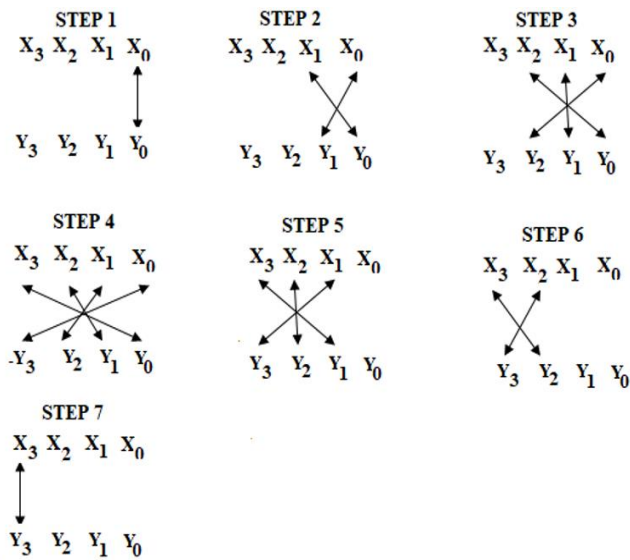 STEP 1
X₃ X₂ X₁ X₀
Y₃ Y₂ Y₁ Y₀
STEP 2
X₃ X₂ X₁ X₀
Y₃ Y₂ Y₁ Y₀
STEP 3
X₃ X₂ X₁ X₀
Y₃ Y₂ Y₁ Y₀
STEP 4
X₃ X₂ X₁ X₀
-Y₃ Y₂ Y₁ Y₀
STEP 5
X₃ X₂ X₁ X₀
Y₃ Y₂ Y₁ Y₀
STEP 6
X₃ X₂ X₁ X₀
Y₃ Y₂ Y₁ Y₀
STEP 7
X₃ X₂ X₁ X₀
Y₃ Y₂ Y₁ Y₀